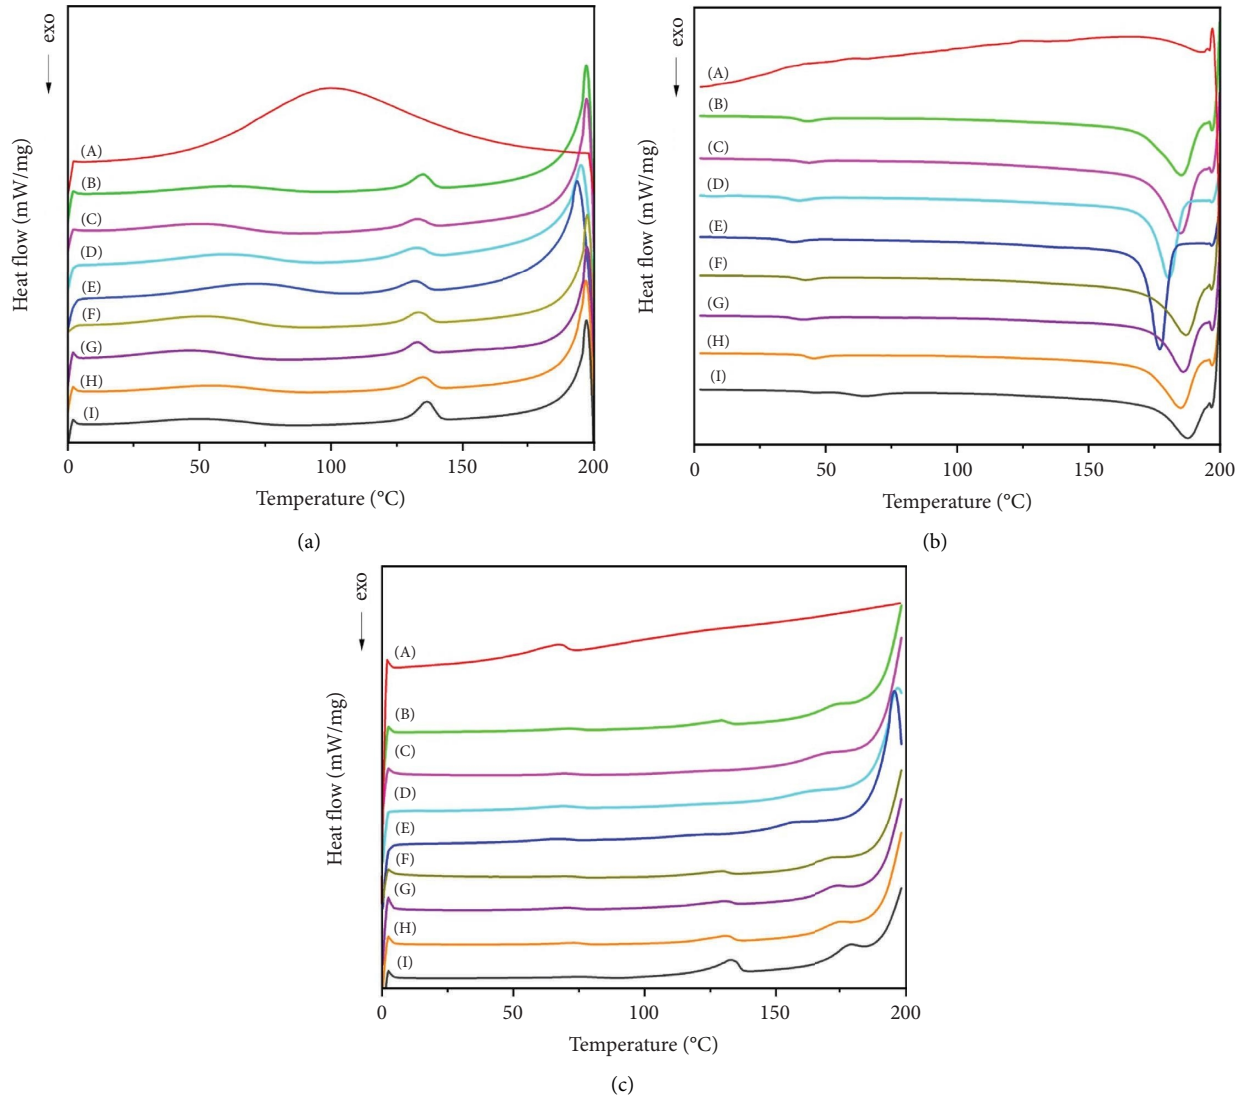 exo
Heat flow (mW/mg)
(A)
(B)
(C)
(D)
(E)
(F)
(G)
(H)
(I)
0 50 100 150 200
Temperature (°C)
(a)
exo
Heat flow (mW/mg)
(A)
(B)
(C)
(D)
(E)
(F)
(G)
(H)
(I)
0 50 100 150 200
Temperature (°C)
(b)
exo
Heat flow (mW/mg)
(A)
(B)
(C)
(D)
(E)
(F)
(G)
(H)
(I)
0 50 100 150 200
Temperature (°C)
(c)